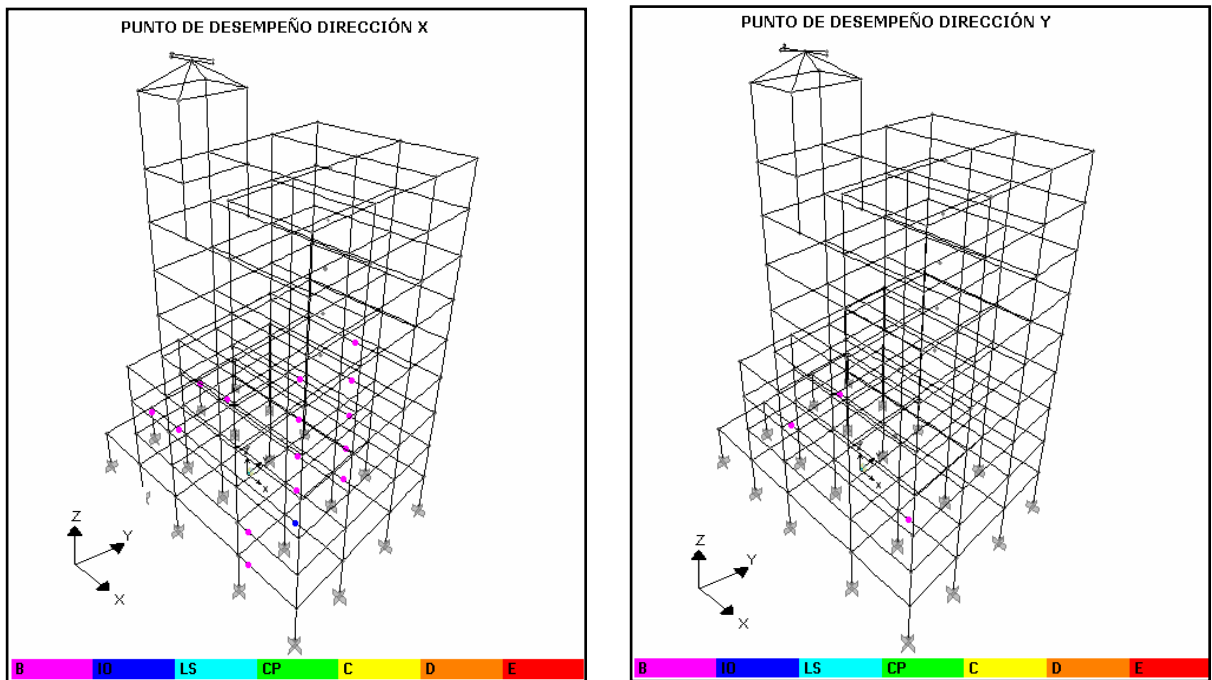 PUNTO DE DESEMPEÑO DIRECCIÓN X
Z
Y
X
X
B IO LS CP C D E
PUNTO DE DESEMPEÑO DIRECCIÓN Y
Z
Y
X
X
B IO LS CP C D E